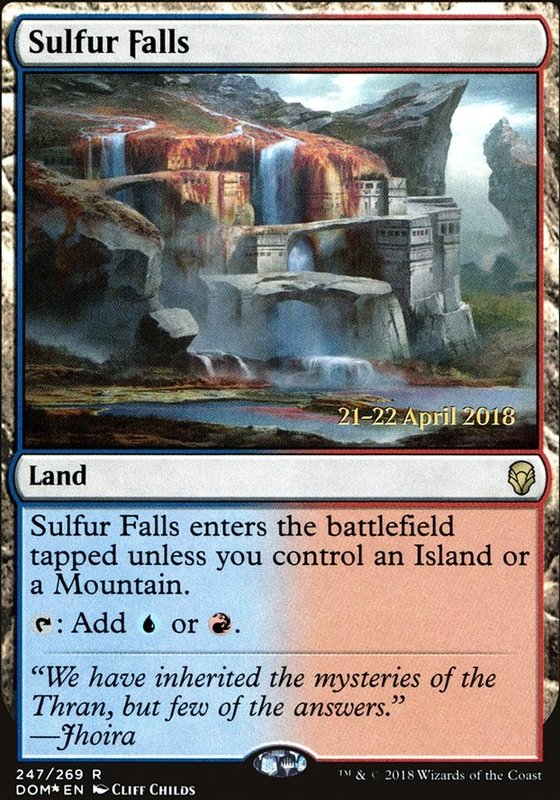 Sulfur Falls
21–22 April 2018
Land
Sulfur Falls enters the battlefield
tapped unless you control an Island or
a Mountain.
: Add or .
“We have inherited the mysteries of the
Thran, but few of the answers.”
—Jhoira
247/269 R
DOM★EN Cliff Childs
™ & © 2018 Wizards of the Coast